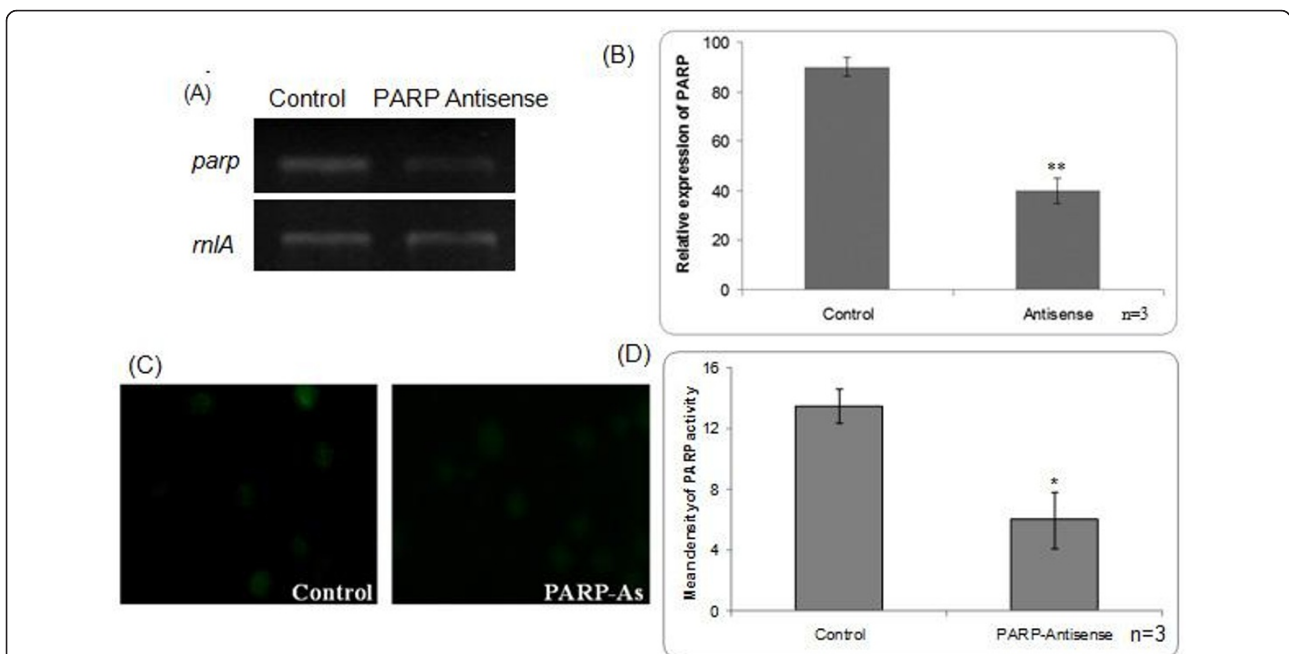 (A)
Control PARP Antisense
parp
rnlA
(B)
Relative expression of PARP
100
80
60
40
20
0
**
Control
Antisense
n=3
(C)
Control
PARP-As
(D)
Mean density of PARP activity
16
12
8
4
0
*
Control
PARP-Antisense
n=3